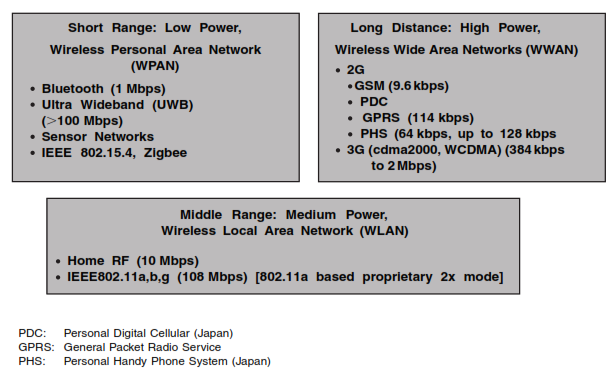 Short Range: Low Power,
Wireless Personal Area Network
(WPAN)
• Bluetooth (1 Mbps)
• Ultra Wideband (UWB)
(>100 Mbps)
• Sensor Networks
• IEEE 802.15.4, Zigbee
Long Distance: High Power,
Wireless Wide Area Networks (WWAN)
• 2G
•GSM (9.6 kbps)
• PDC
• GPRS (114 kbps)
• PHS (64 kbps, up to 128 kbps
• 3G (cdma2000, WCDMA) (384 kbps
to 2 Mbps)
Middle Range: Medium Power,
Wireless Local Area Network (WLAN)
• Home RF (10 Mbps)
• IEEE802.11a,b,g (108 Mbps) [802.11a based proprietary 2x mode]
PDC: Personal Digital Cellular (Japan)
GPRS: General Packet Radio Service
PHS: Personal Handy Phone System (Japan)